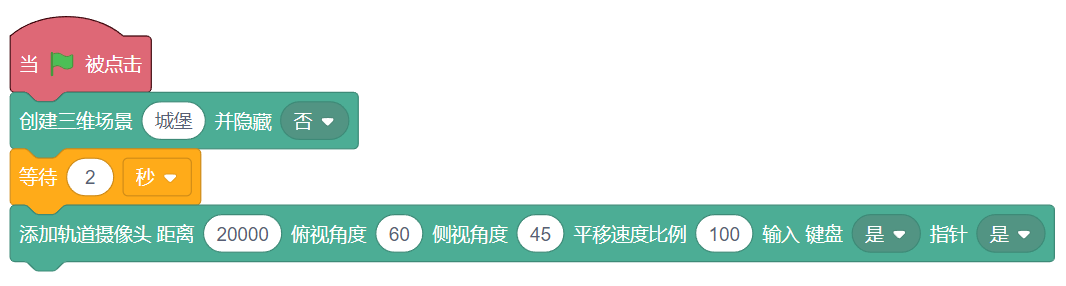 当 被点击
创建三维场景 城堡 并隐藏 否
等待 2 秒
添加轨道摄像头 距离 20000 俯视角度 60 侧视角度 45 平移速度比例 100 输入 键盘 是 指针 是